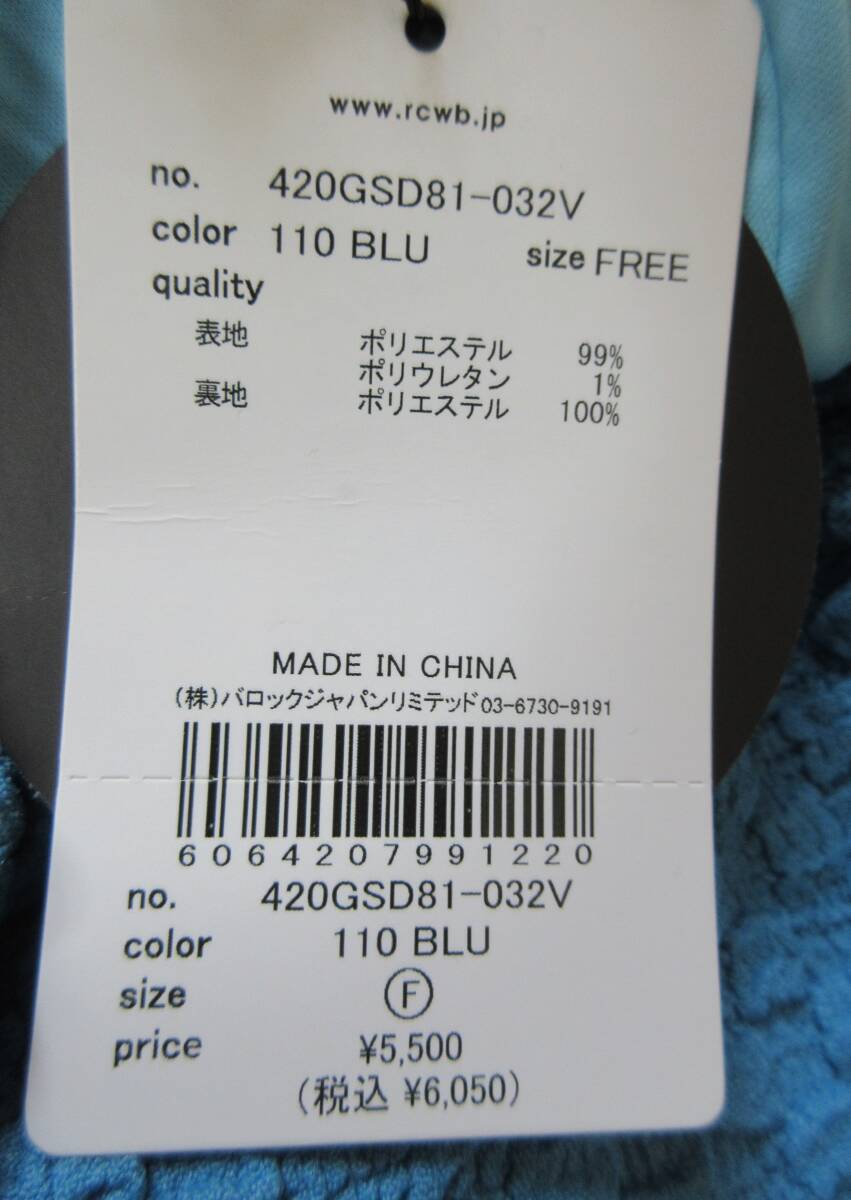 www.rcwb.jp
no. 420GSD81-032V
color 110 BLU size FREE
quality
表地 ポリエステル 99%
ポリウレタン 1%
裏地 ポリエステル 100%
MADE IN CHINA
(株)バロックジャパンリミテッド03-6730-9191
6064207991220
no. 420GSD81-032V
color 110 BLU
size Ⓕ
price ¥5,500
(税込 ¥6,050)